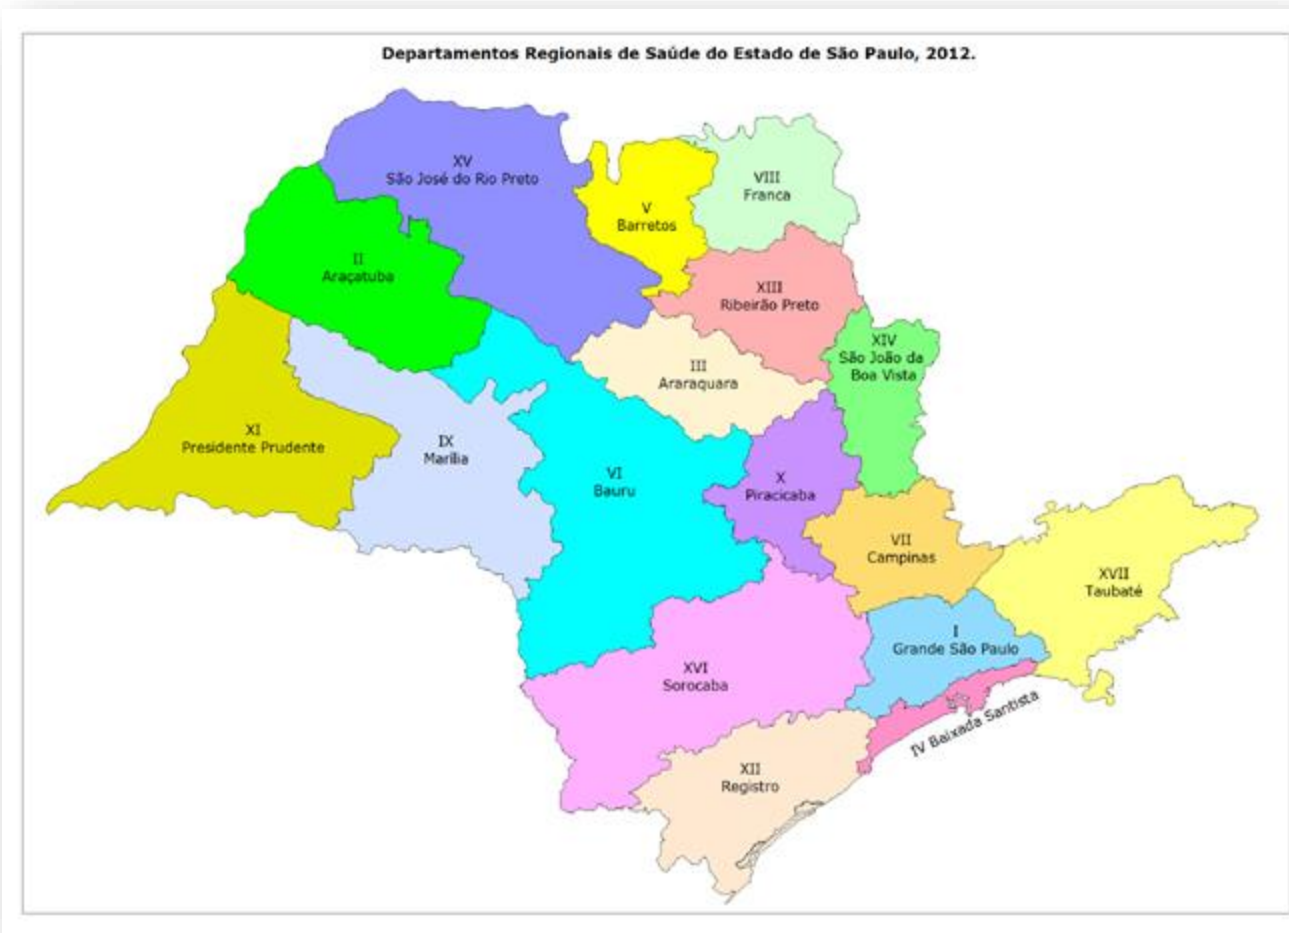 Departamentos Regionais de Saúde do Estado de São Paulo, 2012.
XV
São José do Rio Preto
VIII
Franca
V
Barretos
II
Araçatuba
XIII
Ribeirão Preto
XIV
São João da
Boa Vista
III
Araraquara
XI
Presidente Prudente
IX
Marília
VI
Bauru
X
Piracicaba
VII
Campinas
XVII
Taubaté
I
Grande São Paulo
XVI
Sorocaba
IV Baixada Santista
XII
Registro